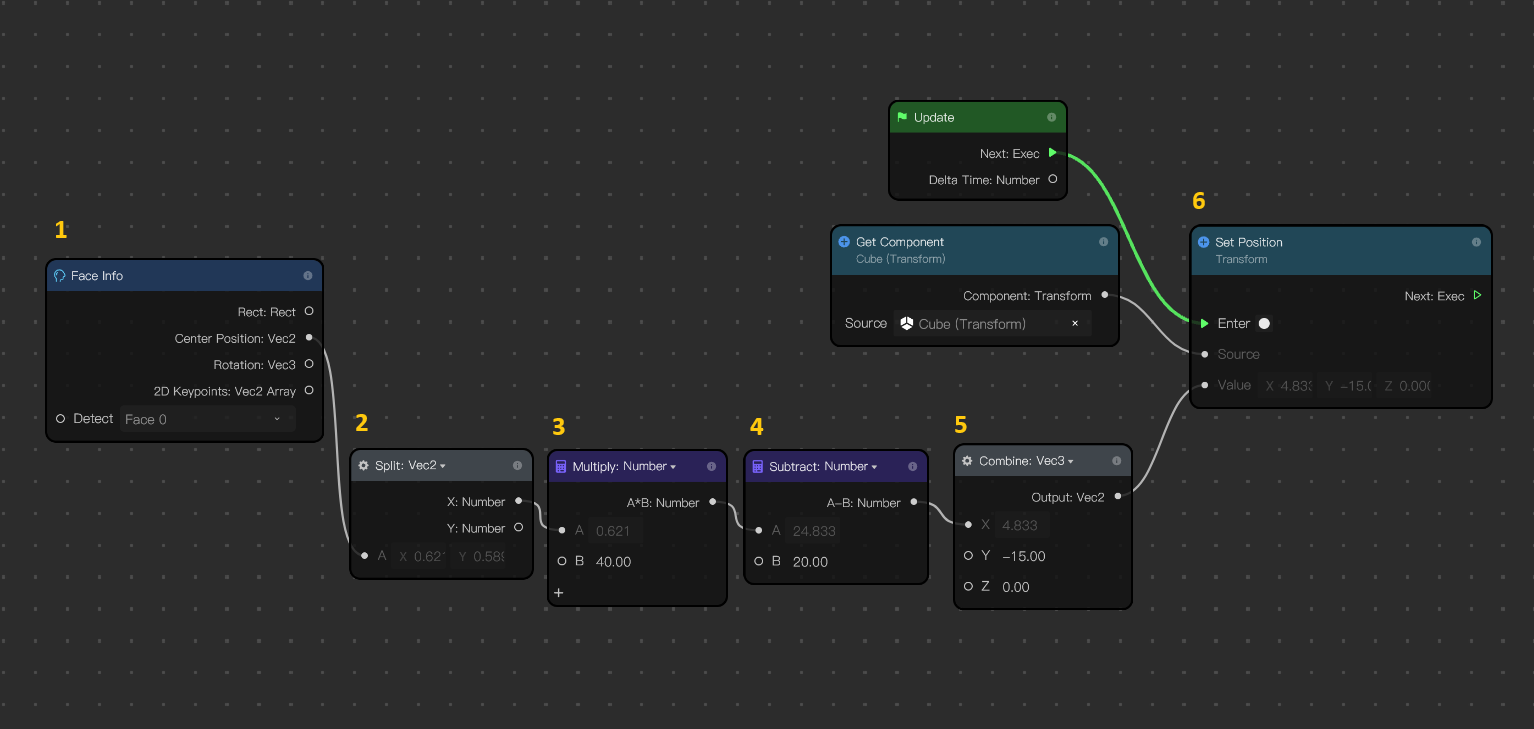 Update
Next: Exec
Delta Time: Number
1
Face Info
Rect: Rect
Center Position: Vec2
Rotation: Vec3
2D Keypoints: Vec2 Array
Detect Face 0
Get Component
Cube (Transform)
Component: Transform
Source Cube (Transform) ×
6
Set Position
Transform
Next: Exec
Enter
Source
Value X 4.833 Y -15.0 Z 0.000
2
Split: Vec2
X: Number
Y: Number
A X 0.621 Y 0.589
3
Multiply: Number
A*B: Number
A 0.621
B 40.00
+
4
Subtract: Number
A-B: Number
A 24.833
B 20.00
5
Combine: Vec3
Output: Vec2
X 4.833
Y -15.00
Z 0.00